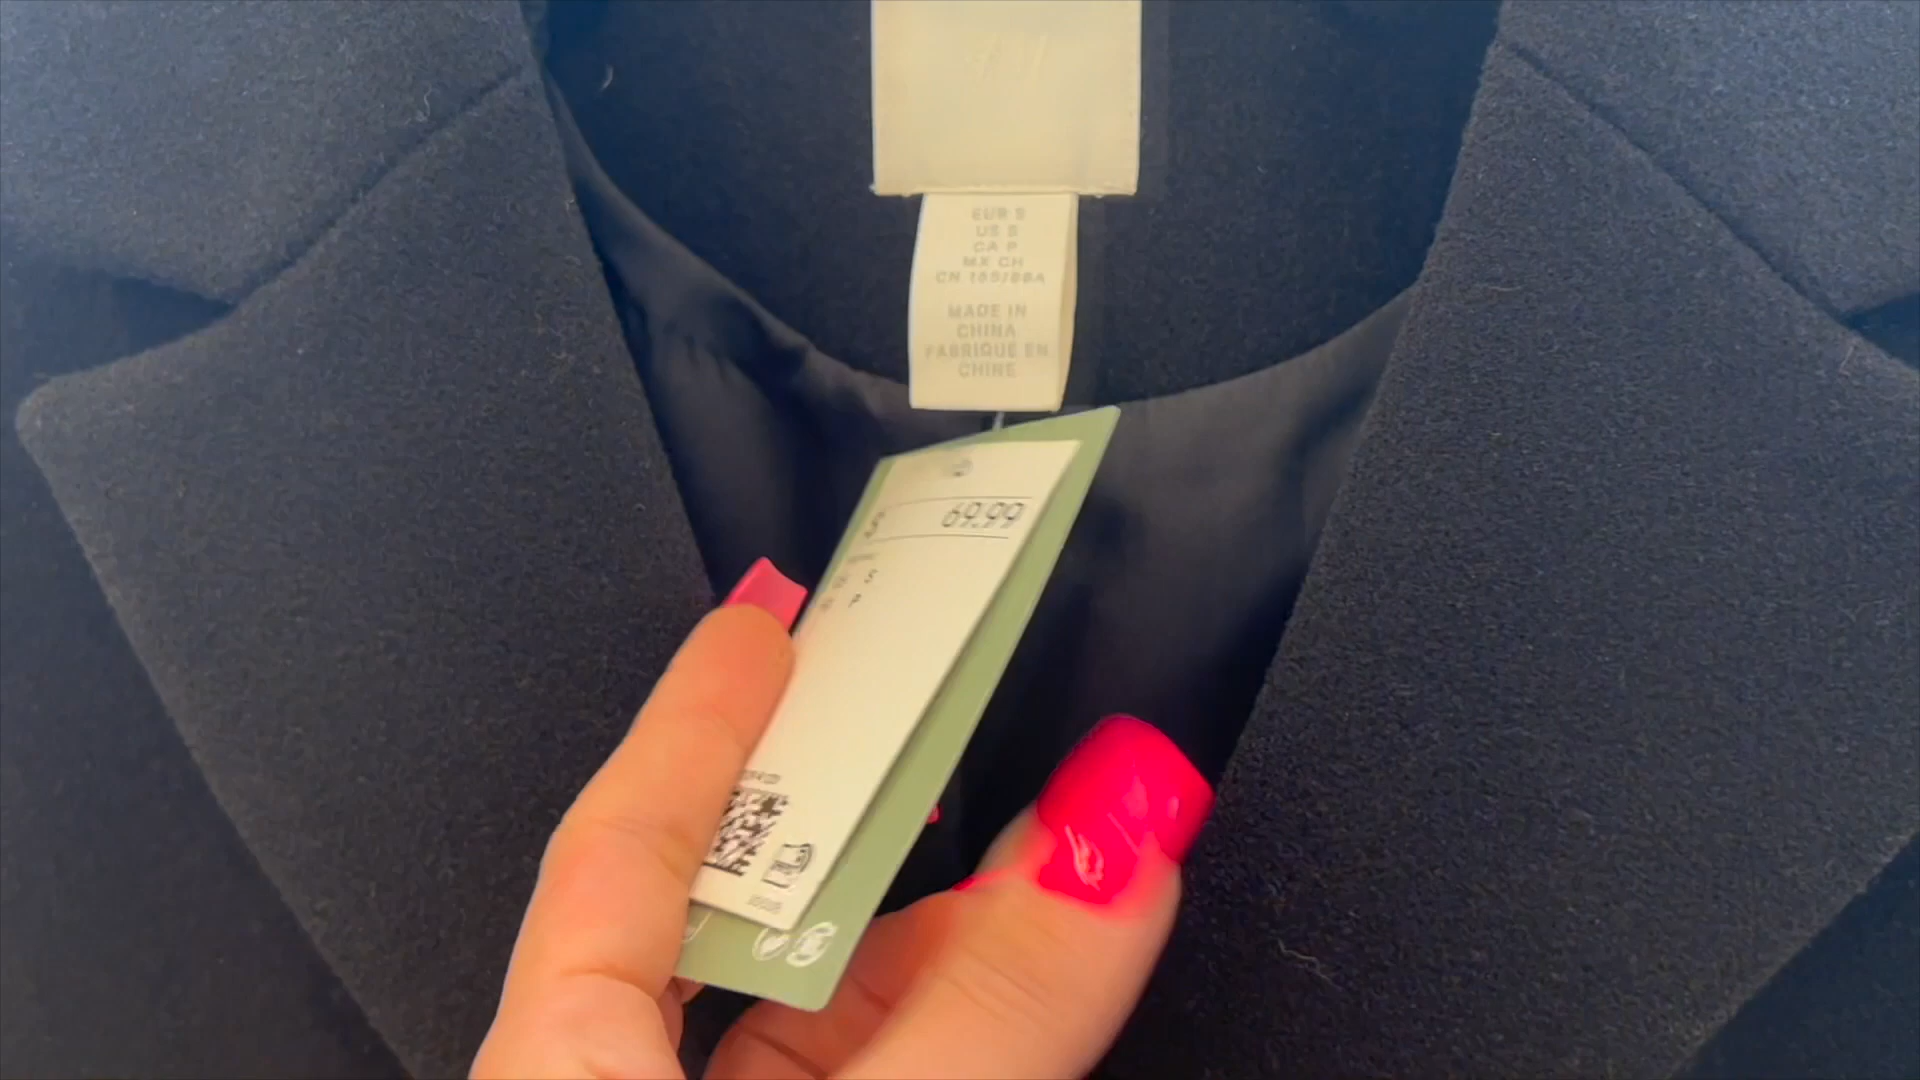 H&M
EUR S
US S
CA P
MX CH
MADE IN
CHINA
FABRIQUÉ EN
CHINE
S 69.99
S
P